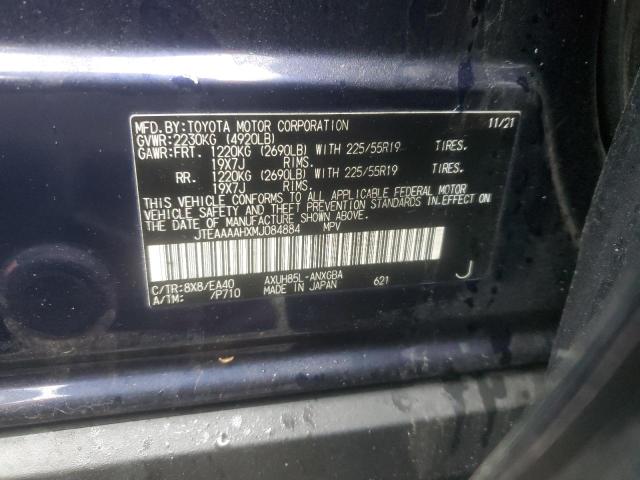 MFD. BY: TOYOTA MOTOR CORPORATION 11/21
GVWR: 2230KG (4920LB)
GAWR: FRT. 1220KG (2690LB) WITH 225/55R19 TIRES.
19X7J RIMS.
RR. 1220KG (2690LB) WITH 225/55R19 TIRES.
19X7J RIMS.
THIS VEHICLE CONFORMS TO ALL APPLICABLE FEDERAL MOTOR
VEHICLE SAFETY AND THEFT PREVENTION STANDARDS IN EFFECT ON
THE DATE OF MANUFACTURE SHOWN ABOVE.
JTEAAAAHXMJ084884 MPV
C/TR: 8X8/EA40 AXUH85L-ANXGBA 621 J
A/TM: /P710 MADE IN JAPAN